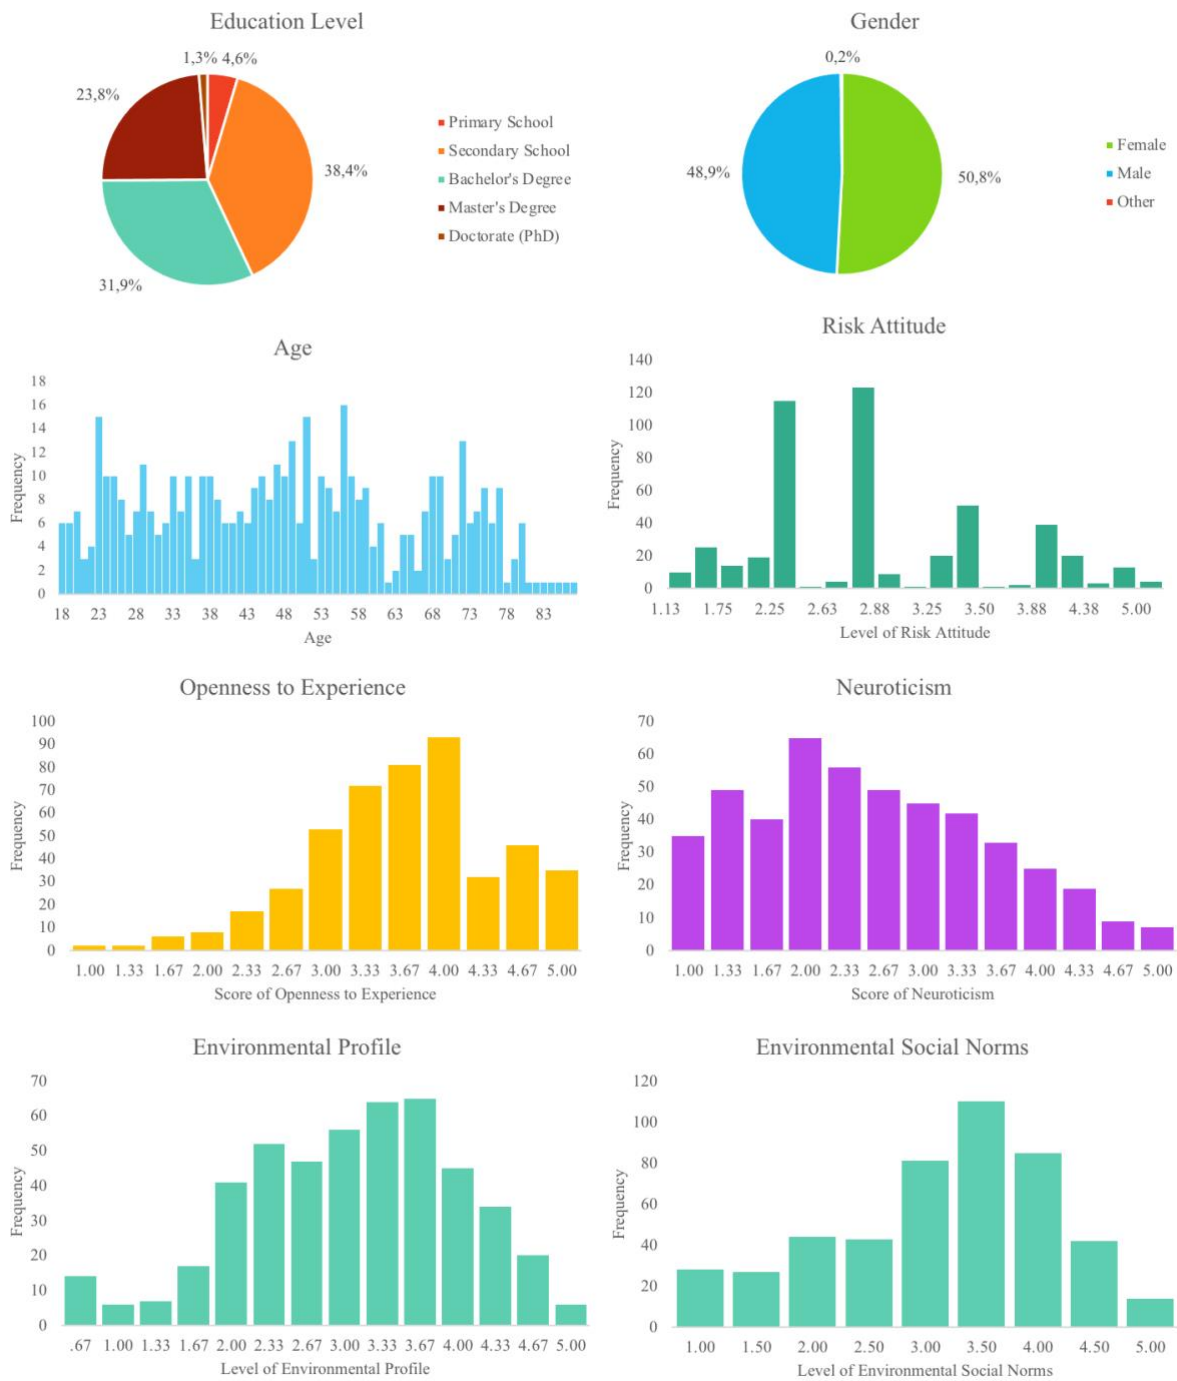 Education Level
1,3% 4,6%
23,8%
38,4%
31,9%
Primary School
Secondary School
Bachelor's Degree
Master's Degree
Doctorate (PhD)
Gender
0,2%
48,9%
50,8%
Female
Male
Other
Age
Frequency
18
16
14
12
10
8
6
4
2
0
18 23 28 33 38 43 48 53 58 63 68 73 78 83
Age
Risk Attitude
Frequency
140
120
100
80
60
40
20
0
1.13 1.75 2.25 2.63 2.88 3.25 3.50 3.88 4.38 5.00
Level of Risk Attitude
Openness to Experience
Frequency
100
90
80
70
60
50
40
30
20
10
0
1.00 1.33 1.67 2.00 2.33 2.67 3.00 3.33 3.67 4.00 4.33 4.67 5.00
Score of Openness to Experience
Neuroticism
Frequency
70
60
50
40
30
20
10
0
1.00 1.33 1.67 2.00 2.33 2.67 3.00 3.33 3.67 4.00 4.33 4.67 5.00
Score of Neuroticism
Environmental Profile
Frequency
70
60
50
40
30
20
10
0
.67 1.00 1.33 1.67 2.00 2.33 2.67 3.00 3.33 3.67 4.00 4.33 4.67 5.00
Level of Environmental Profile
Environmental Social Norms
Frequency
120
100
80
60
40
20
0
1.00 1.50 2.00 2.50 3.00 3.50 4.00 4.50 5.00
Level of Environmental Social Norms